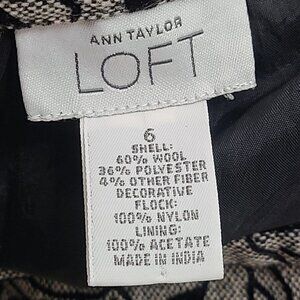 ANN TAYLOR
LOFT
6
SHELL:
60% WOOL
36% POLYESTER
4% OTHER FIBER
DECORATIVE
FLOCK:
100% NYLON
LINING:
100% ACETATE
MADE IN INDIA